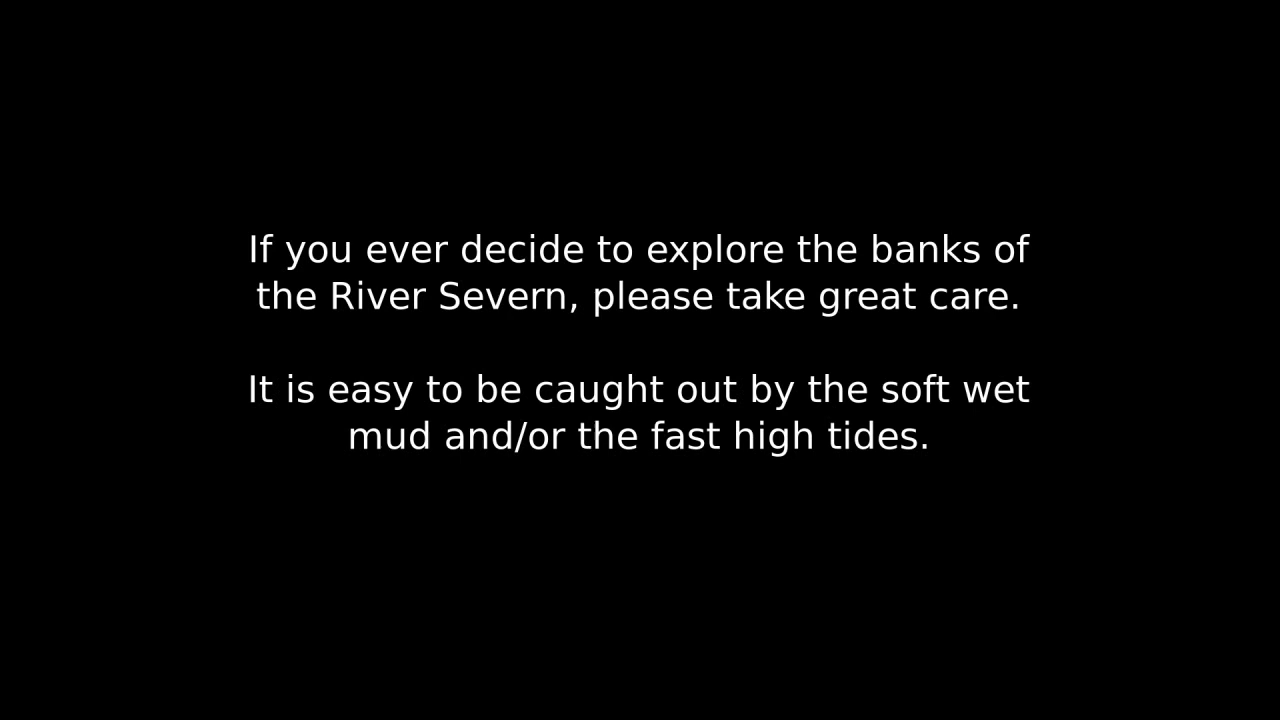 If you ever decide to explore the banks of
the River Severn, please take great care.
It is easy to be caught out by the soft wet
mud and/or the fast high tides.